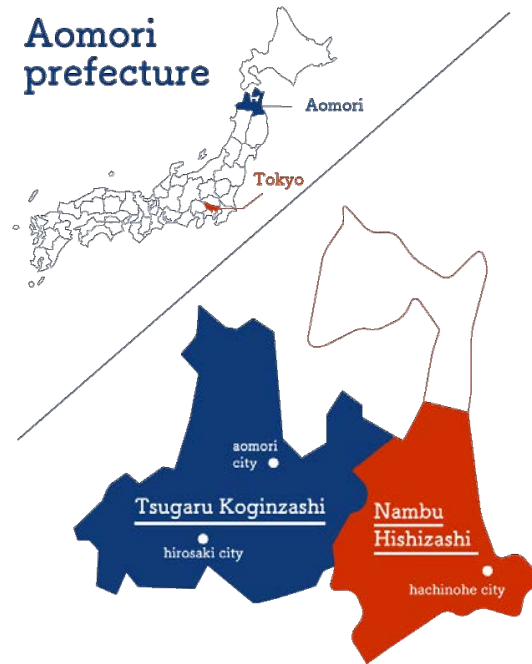 Aomori
prefecture
Aomori
Tokyo
aomori
city
Tsugaru Koginzashi
hirosaki city
Nambu
Hishizashi
hachinohe city